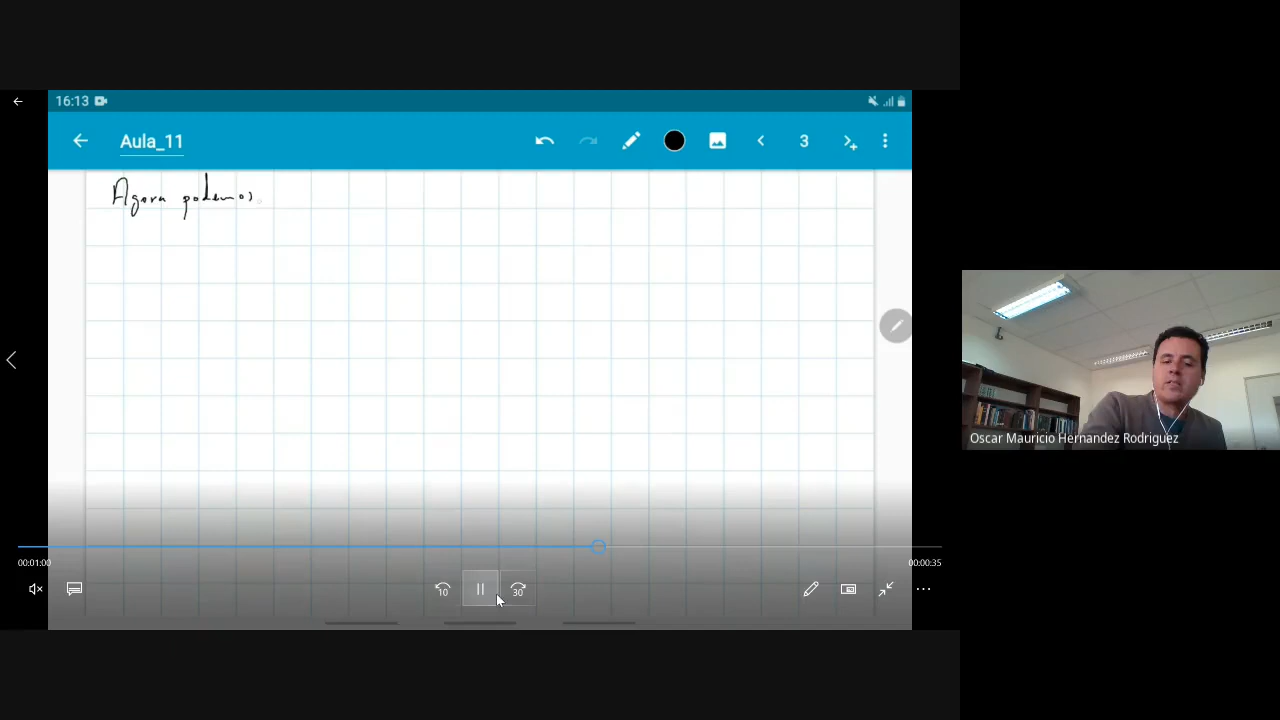 16:13
Aula_11
3
Agora podemos
Oscar Mauricio Hernandez Rodriguez
00:01:00
00:00:35
10
30